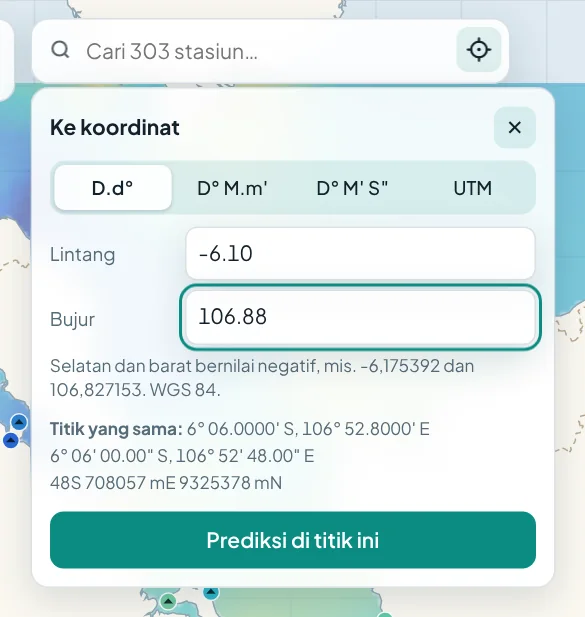 Cari 303 stasiun...
Ke koordinat
D.d° D° M.m' D° M' S" UTM
Lintang -6.10
Bujur 106.88
Selatan dan barat bernilai negatif, mis. -6,175392 dan
106,827153. WGS 84.
Titik yang sama: 6° 06.0000' S, 106° 52.8000' E
6° 06' 00.00" S, 106° 52' 48.00" E
48S 708057 mE 9325378 mN
Prediksi di titik ini